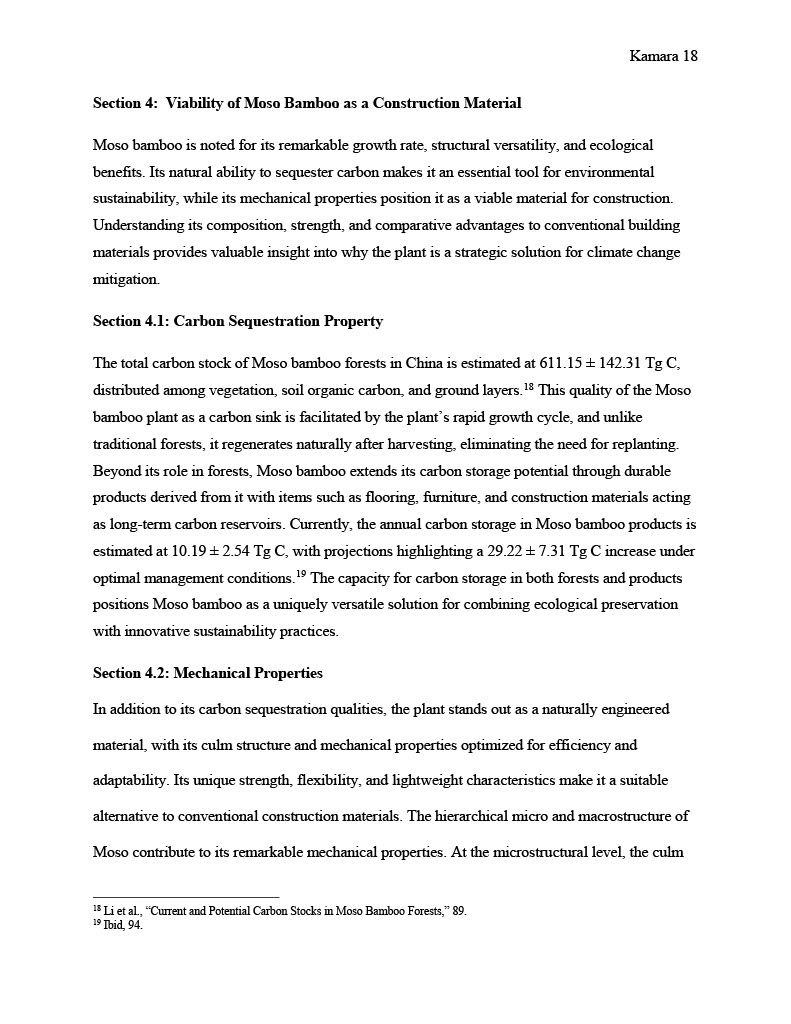 Kamara 18
Section 4:  Viability of Moso Bamboo as a Construction Material
Moso bamboo is noted for its remarkable growth rate, structural versatility, and ecological
benefits. Its natural ability to sequester carbon makes it an essential tool for environmental
sustainability, while its mechanical properties position it as a viable material for construction.
Understanding its composition, strength, and comparative advantages to conventional building
materials provides valuable insight into why the plant is a strategic solution for climate change
mitigation.
Section 4.1: Carbon Sequestration Property
The total carbon stock of Moso bamboo forests in China is estimated at 611.15 ± 142.31 Tg C,
distributed among vegetation, soil organic carbon, and ground layers.18 This quality of the Moso
bamboo plant as a carbon sink is facilitated by the plant’s rapid growth cycle, and unlike
traditional forests, it regenerates naturally after harvesting, eliminating the need for replanting.
Beyond its role in forests, Moso bamboo extends its carbon storage potential through durable
products derived from it with items such as flooring, furniture, and construction materials acting
as long-term carbon reservoirs. Currently, the annual carbon storage in Moso bamboo products is
estimated at 10.19 ± 2.54 Tg C, with projections highlighting a 29.22 ± 7.31 Tg C increase under
optimal management conditions.19 The capacity for carbon storage in both forests and products
positions Moso bamboo as a uniquely versatile solution for combining ecological preservation
with innovative sustainability practices.
Section 4.2: Mechanical Properties
In addition to its carbon sequestration qualities, the plant stands out as a naturally engineered
material, with its culm structure and mechanical properties optimized for efficiency and
adaptability. Its unique strength, flexibility, and lightweight characteristics make it a suitable
alternative to conventional construction materials. The hierarchical micro and macrostructure of
Moso contribute to its remarkable mechanical properties. At the microstructural level, the culm
18 Li et al., “Current and Potential Carbon Stocks in Moso Bamboo Forests,” 89.
19 Ibid, 94.